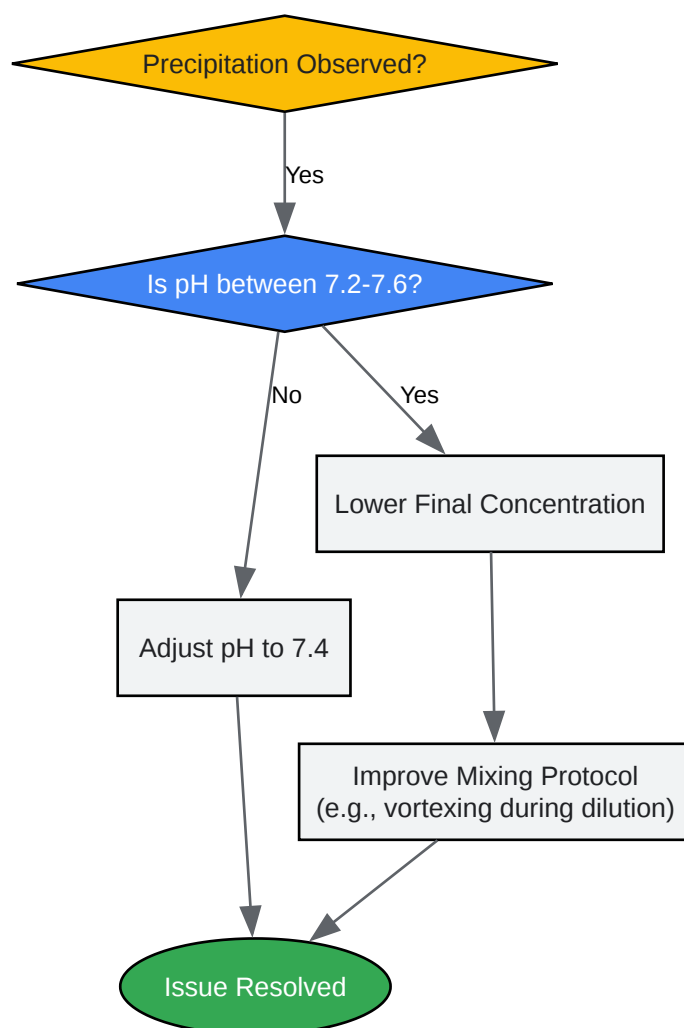 Precipitation Observed?
Yes
Is pH between 7.2-7.6?
No
Yes
Lower Final Concentration
Adjust pH to 7.4
Improve Mixing Protocol
(e.g., vortexing during dilution)
Issue Resolved